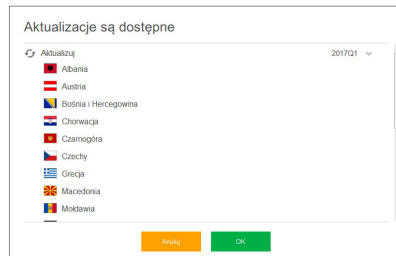 Aktualizacje są dostępne
Aktualizuj 2017Q1
Albania
Austria
Bośnia i Hercegowina
Chorwacja
Czarnogóra
Czechy
Grecja
Macedonia
Mołdawia
Anuluj OK